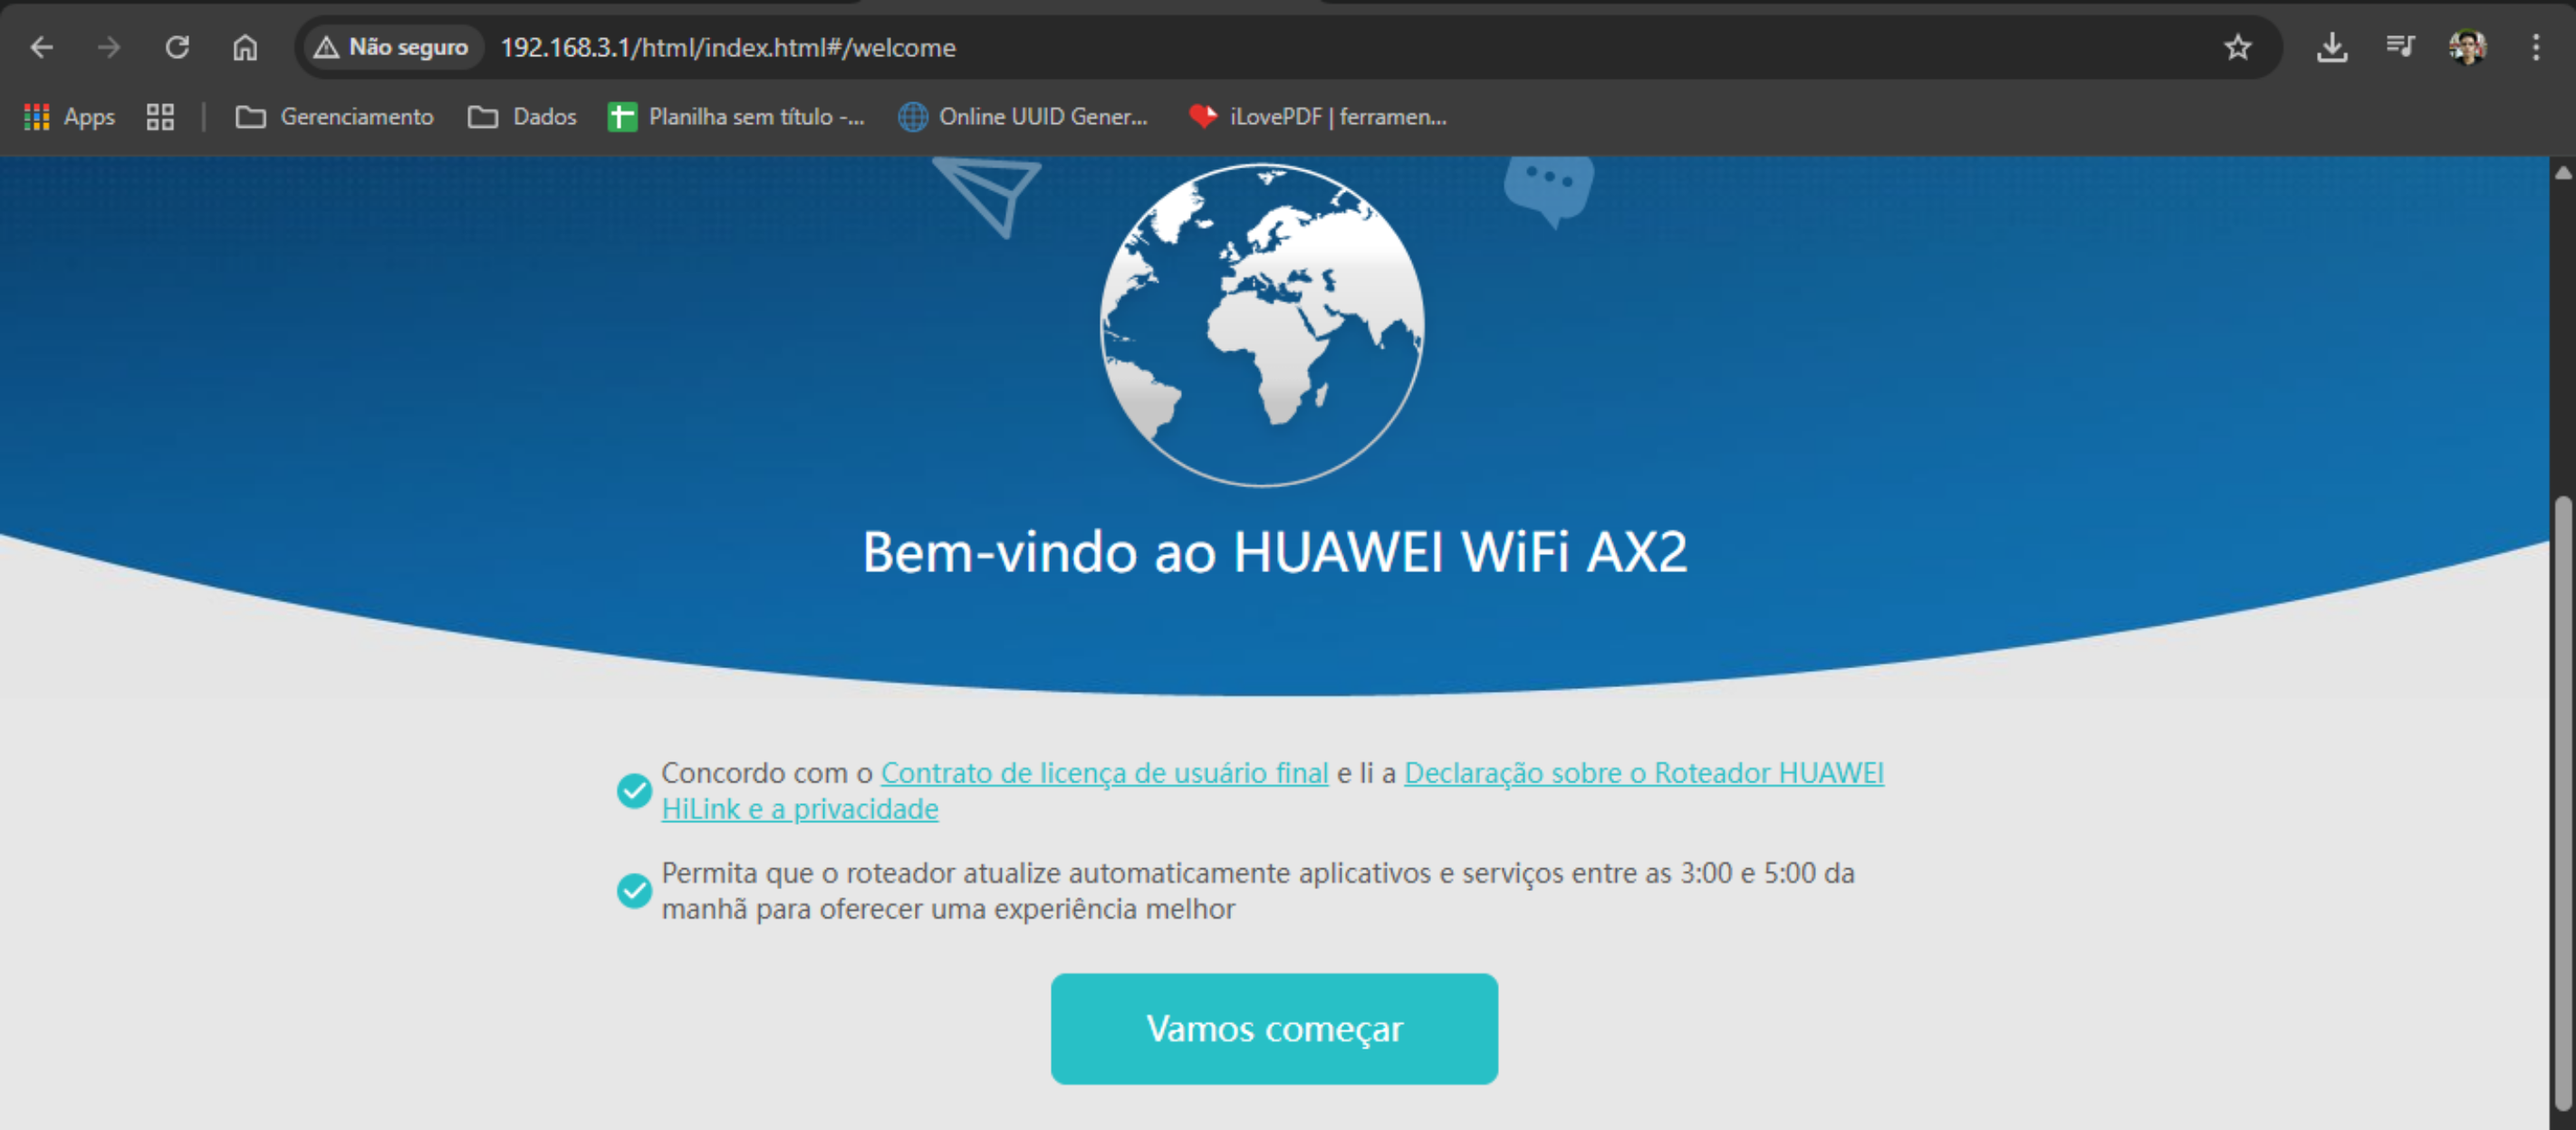 Não seguro 192.168.3.1/html/index.html#/welcome
Apps Gerenciamento Dados Planilha sem título -... Online UUID Gener... iLovePDF | ferramen...
Bem-vindo ao HUAWEI WiFi AX2
Concordo com o Contrato de licença de usuário final e li a Declaração sobre o Roteador HUAWEI
HiLink e a privacidade
Permita que o roteador atualize automaticamente aplicativos e serviços entre as 3:00 e 5:00 da
manhã para oferecer uma experiência melhor
Vamos começar